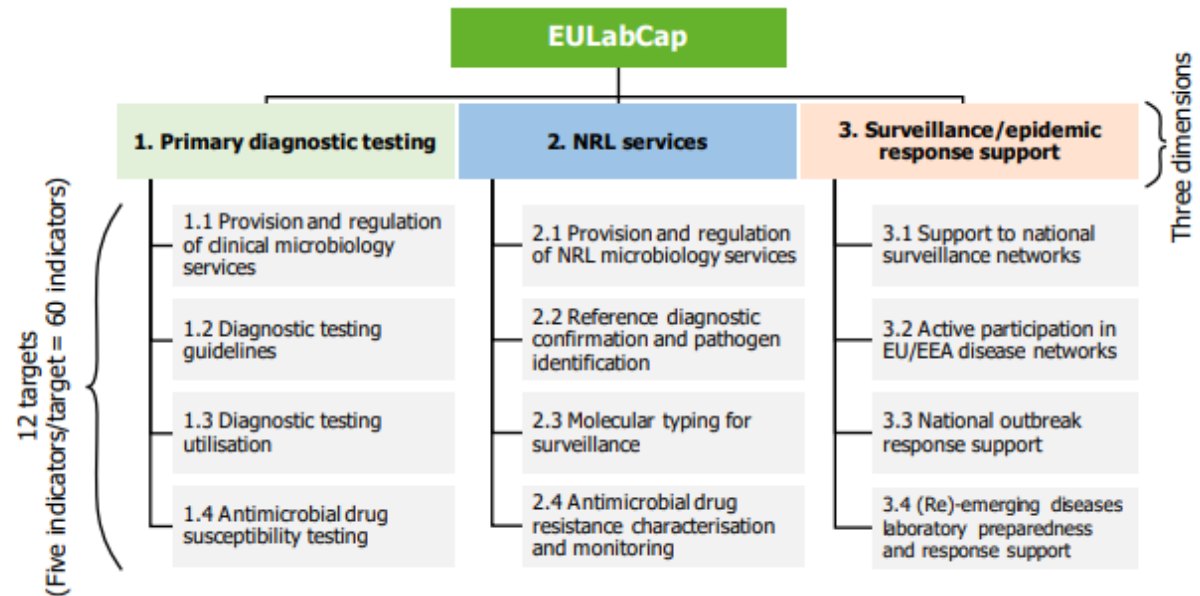 EULabCap
1. Primary diagnostic testing
2. NRL services
3. Surveillance/epidemic
response support
Three dimensions
12 targets
(Five indicators/target = 60 indicators)
1.1 Provision and regulation
of clinical microbiology
services
1.2 Diagnostic testing
guidelines
1.3 Diagnostic testing
utilisation
1.4 Antimicrobial drug
susceptibility testing
2.1 Provision and regulation
of NRL microbiology services
2.2 Reference diagnostic
confirmation and pathogen
identification
2.3 Molecular typing for
surveillance
2.4 Antimicrobial drug
resistance characterisation
and monitoring
3.1 Support to national
surveillance networks
3.2 Active participation in
EU/EEA disease networks
3.3 National outbreak
response support
3.4 (Re)-emerging diseases
laboratory preparedness
and response support